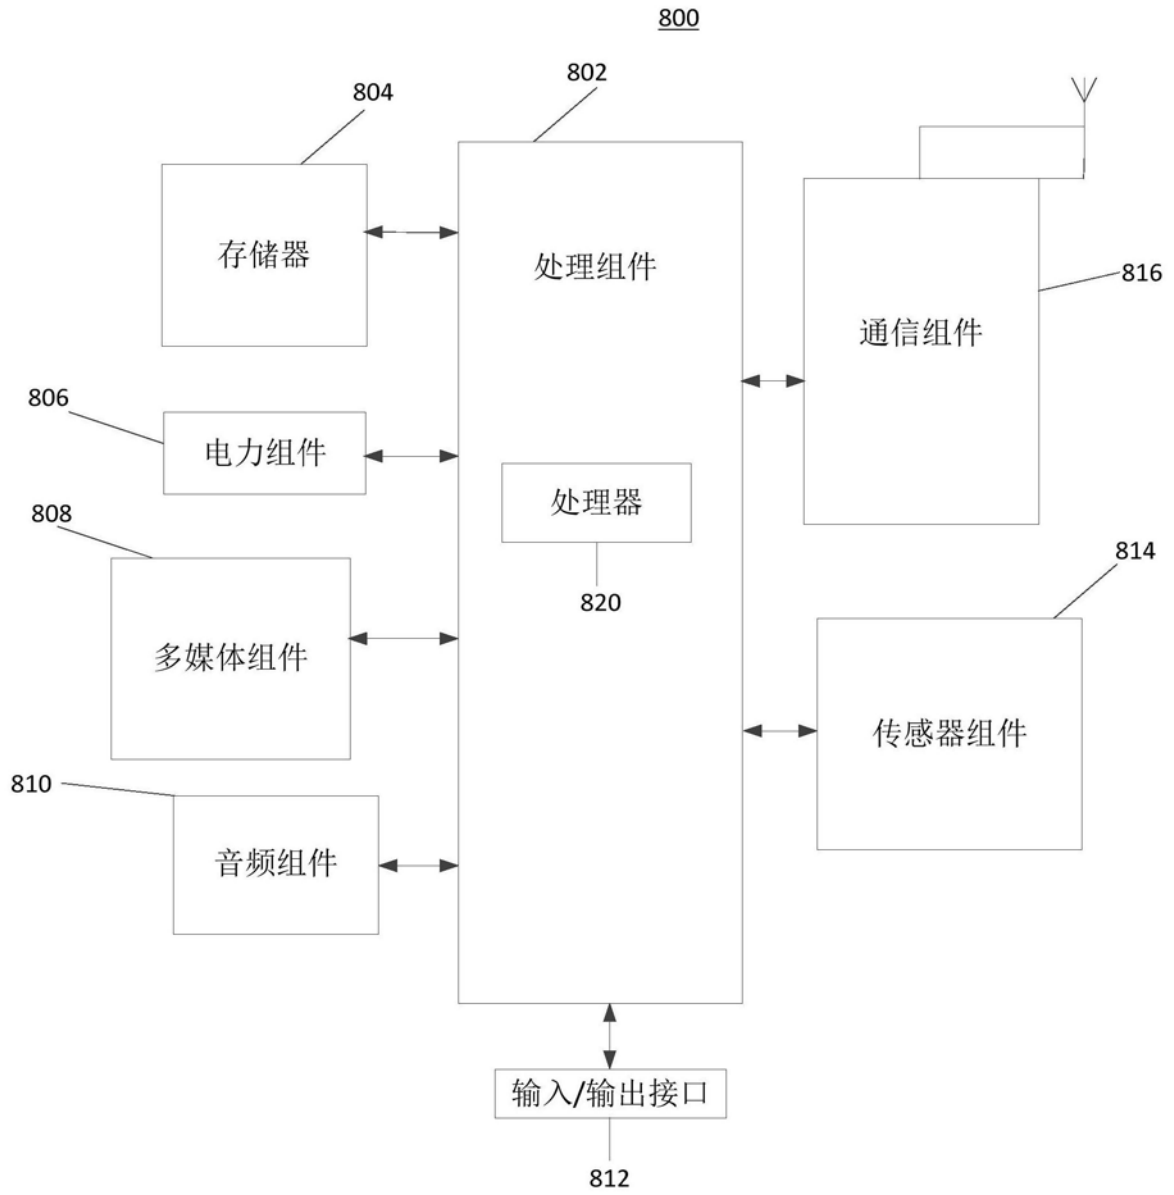 800
802
804
存储器
处理组件
816
通信组件
806
电力组件
处理器
808
820
814
多媒体组件
传感器组件
810
音频组件
输入/输出接口
812